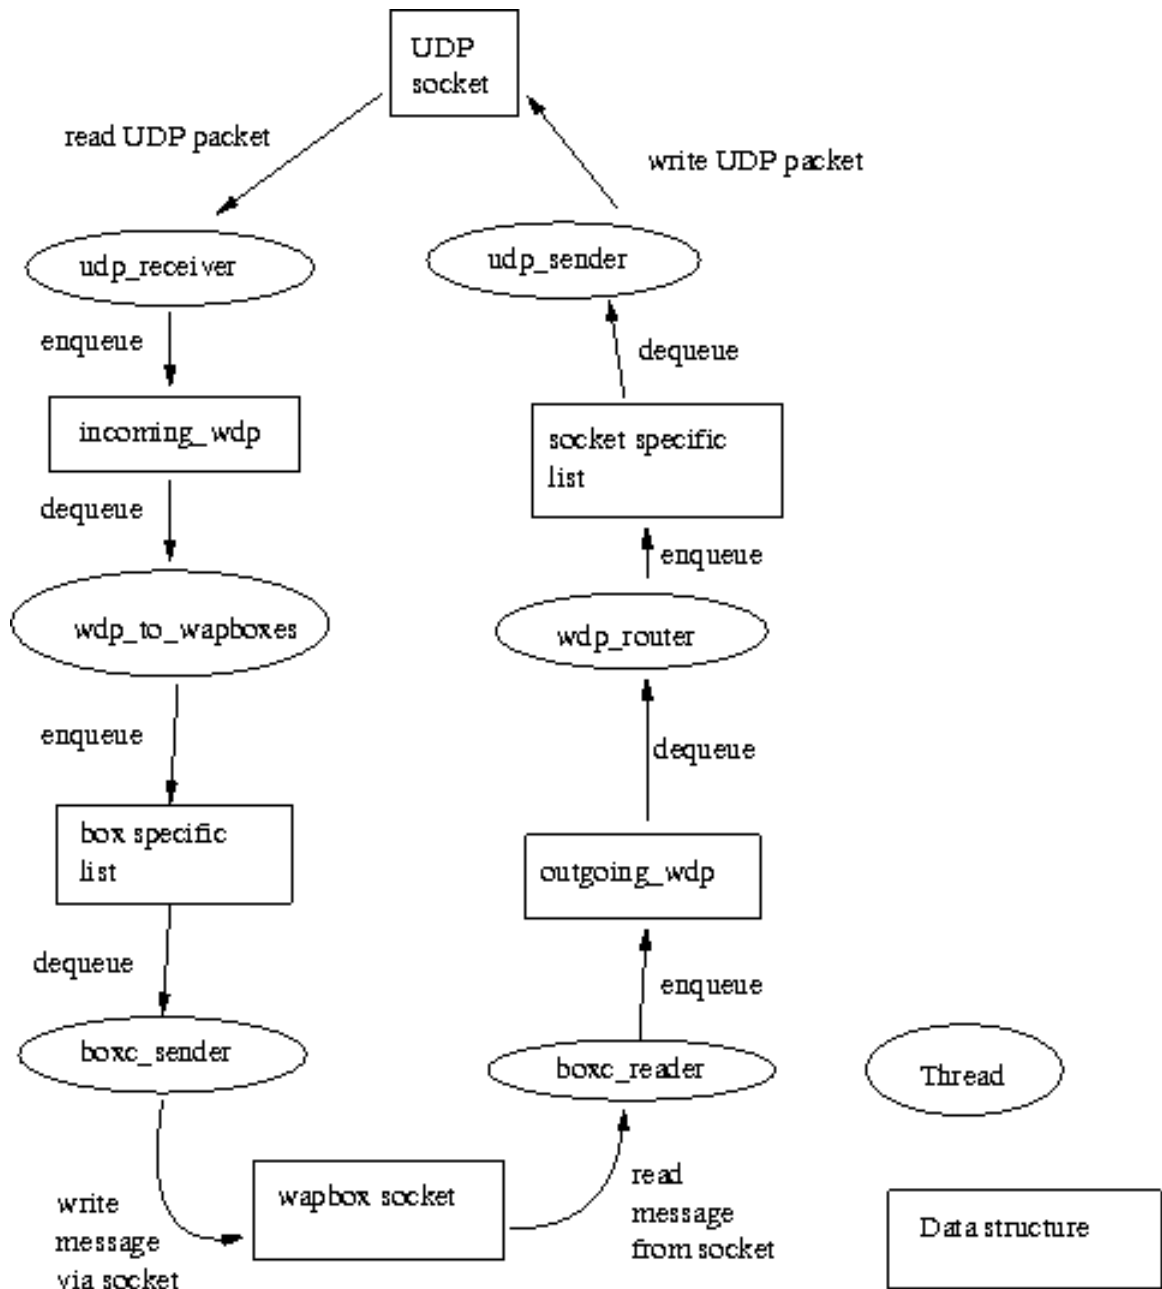 UDP
socket
read UDP packet
write UDP packet
udp_receiver
udp_sender
enqueue
dequeue
incoming_wdp
socket specific
list
dequeue
enqueue
wdp_to_wapboxes
wdp_router
enqueue
dequeue
box specific
list
outgoing_wdp
dequeue
enqueue
boxc_sender
boxc_reader
Thread
write
message
via socket
wapbox socket
read
message
from socket
Data structure